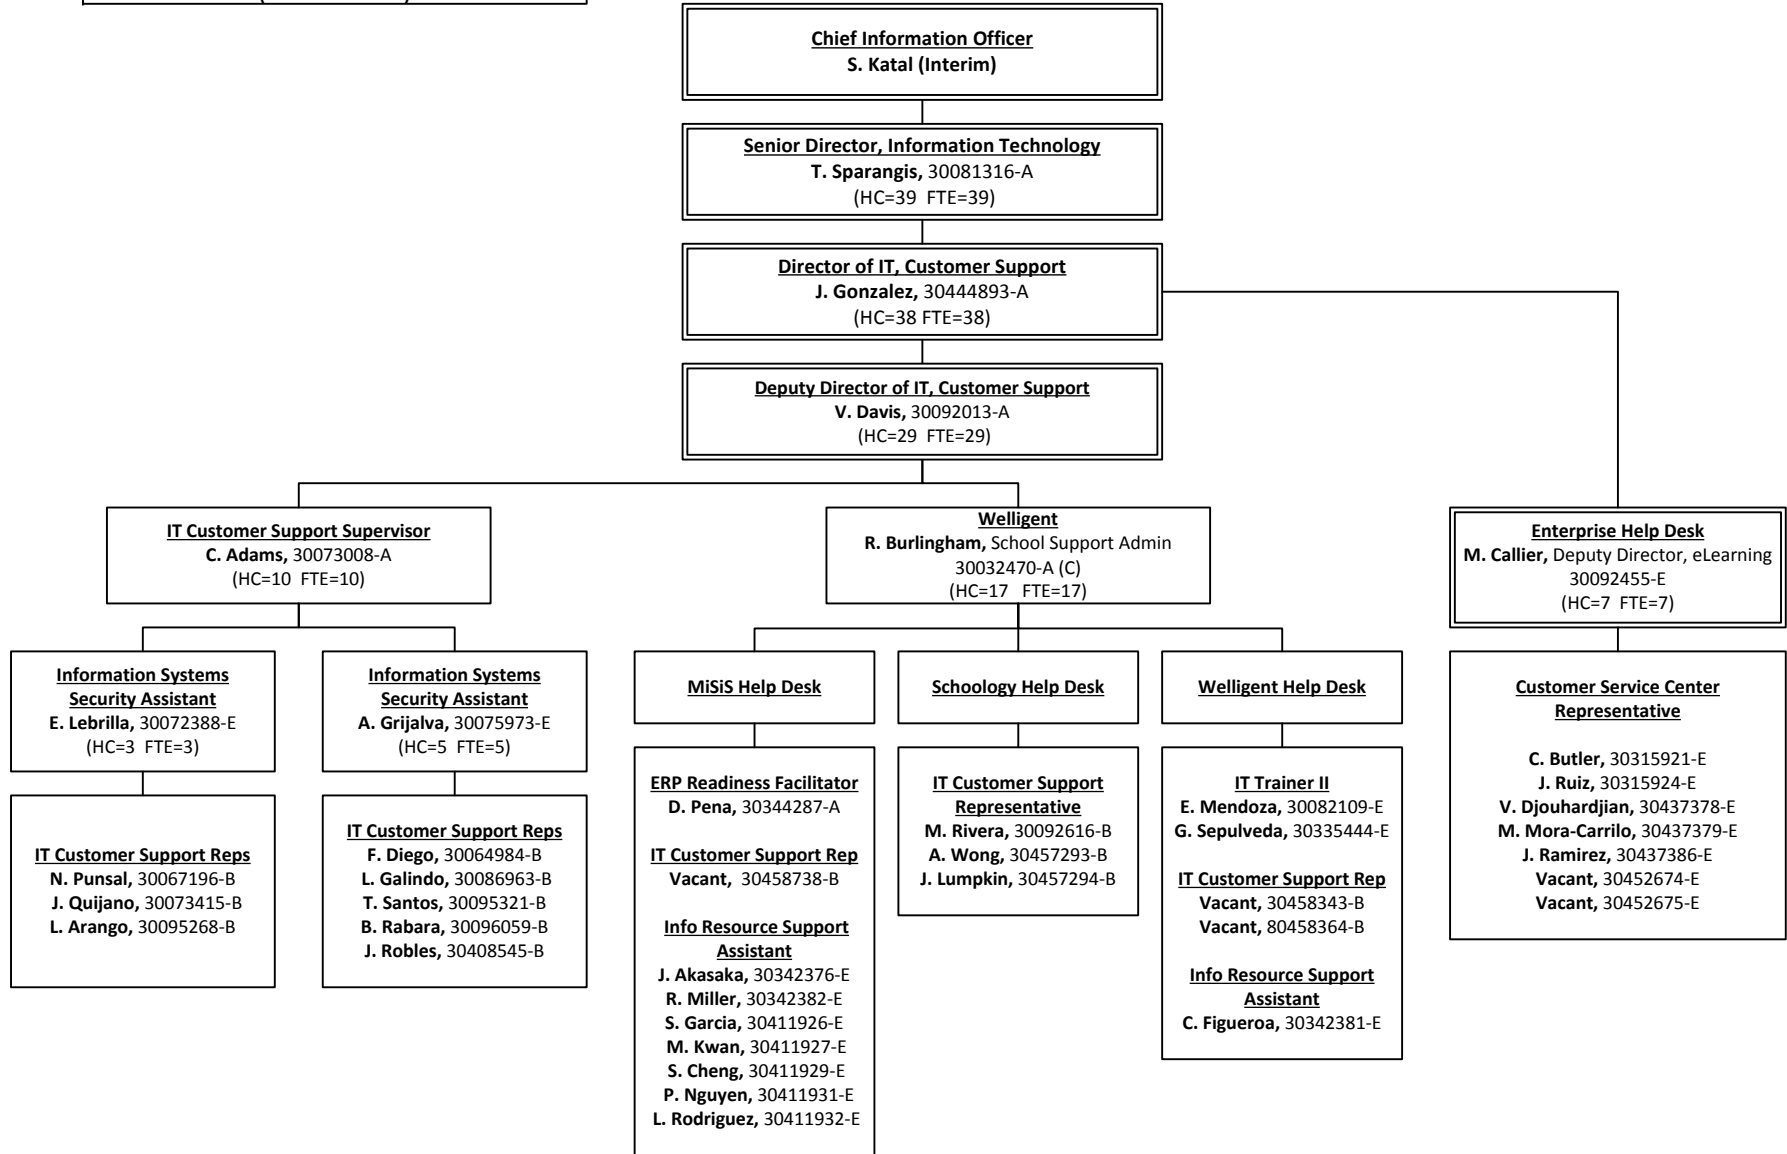 Chief Information Officer
S. Katal (Interim)
Senior Director, Information Technology
T. Sparangis, 30081316-A
(HC=39 FTE=39)
Director of IT, Customer Support
J. Gonzalez, 30444893-A
(HC=38 FTE=38)
Deputy Director of IT, Customer Support
V. Davis, 30092013-A
(HC=29 FTE=29)
IT Customer Support Supervisor
C. Adams, 30073008-A
(HC=10 FTE=10)
Welligent
R. Burlingham, School Support Admin
30032470-A (C)
(HC=17 FTE=17)
Enterprise Help Desk
M. Callier, Deputy Director, eLearning
30092455-E
(HC=7 FTE=7)
Information Systems
Security Assistant
E. Lebrilla, 30072388-E
(HC=3 FTE=3)
Information Systems
Security Assistant
A. Grijalva, 30075973-E
(HC=5 FTE=5)
MiSiS Help Desk
Schoology Help Desk
Welligent Help Desk
Customer Service Center
Representative
C. Butler, 30315921-E
J. Ruiz, 30315924-E
V. Djouhardjian, 30437378-E
M. Mora-Carrilo, 30437379-E
J. Ramirez, 30437386-E
Vacant, 30452674-E
Vacant, 30452675-E
IT Customer Support Reps
N. Punsal, 30067196-B
J. Quijano, 30073415-B
L. Arango, 30095268-B
IT Customer Support Reps
F. Diego, 30064984-B
L. Galindo, 30086963-B
T. Santos, 30095321-B
B. Rabara, 30096059-B
J. Robles, 30408545-B
ERP Readiness Facilitator
D. Pena, 30344287-A
IT Customer Support Rep
Vacant, 30458738-B
Info Resource Support
Assistant
J. Akasaka, 30342376-E
R. Miller, 30342382-E
S. Garcia, 30411926-E
M. Kwan, 30411927-E
S. Cheng, 30411929-E
P. Nguyen, 30411931-E
L. Rodriguez, 30411932-E
IT Customer Support
Representative
M. Rivera, 30092616-B
A. Wong, 30457293-B
J. Lumpkin, 30457294-B
IT Trainer II
E. Mendoza, 30082109-E
G. Sepulveda, 30335444-E
IT Customer Support Rep
Vacant, 30458343-B
Vacant, 80458364-B
Info Resource Support
Assistant
C. Figueroa, 30342381-E